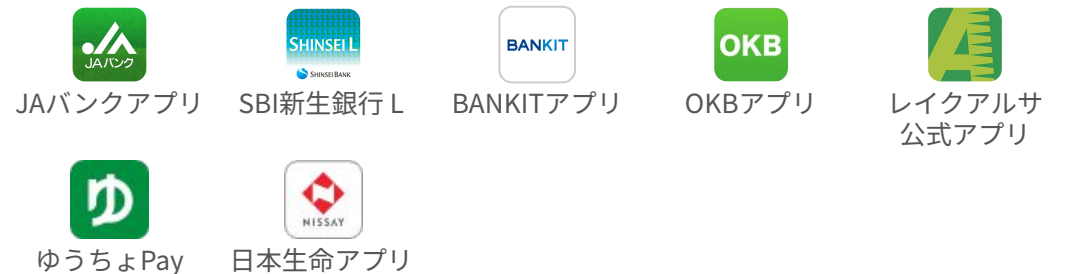 JAバンク
SHINSEI L
SHINSEI BANK
BANKIT
OKB
JAバンクアプリ
SBI新生銀行 L
BANKITアプリ
OKBアプリ
レイクアルサ
公式アプリ
ゆ
NISSAY
ゆうちょPay
日本生命アプリ